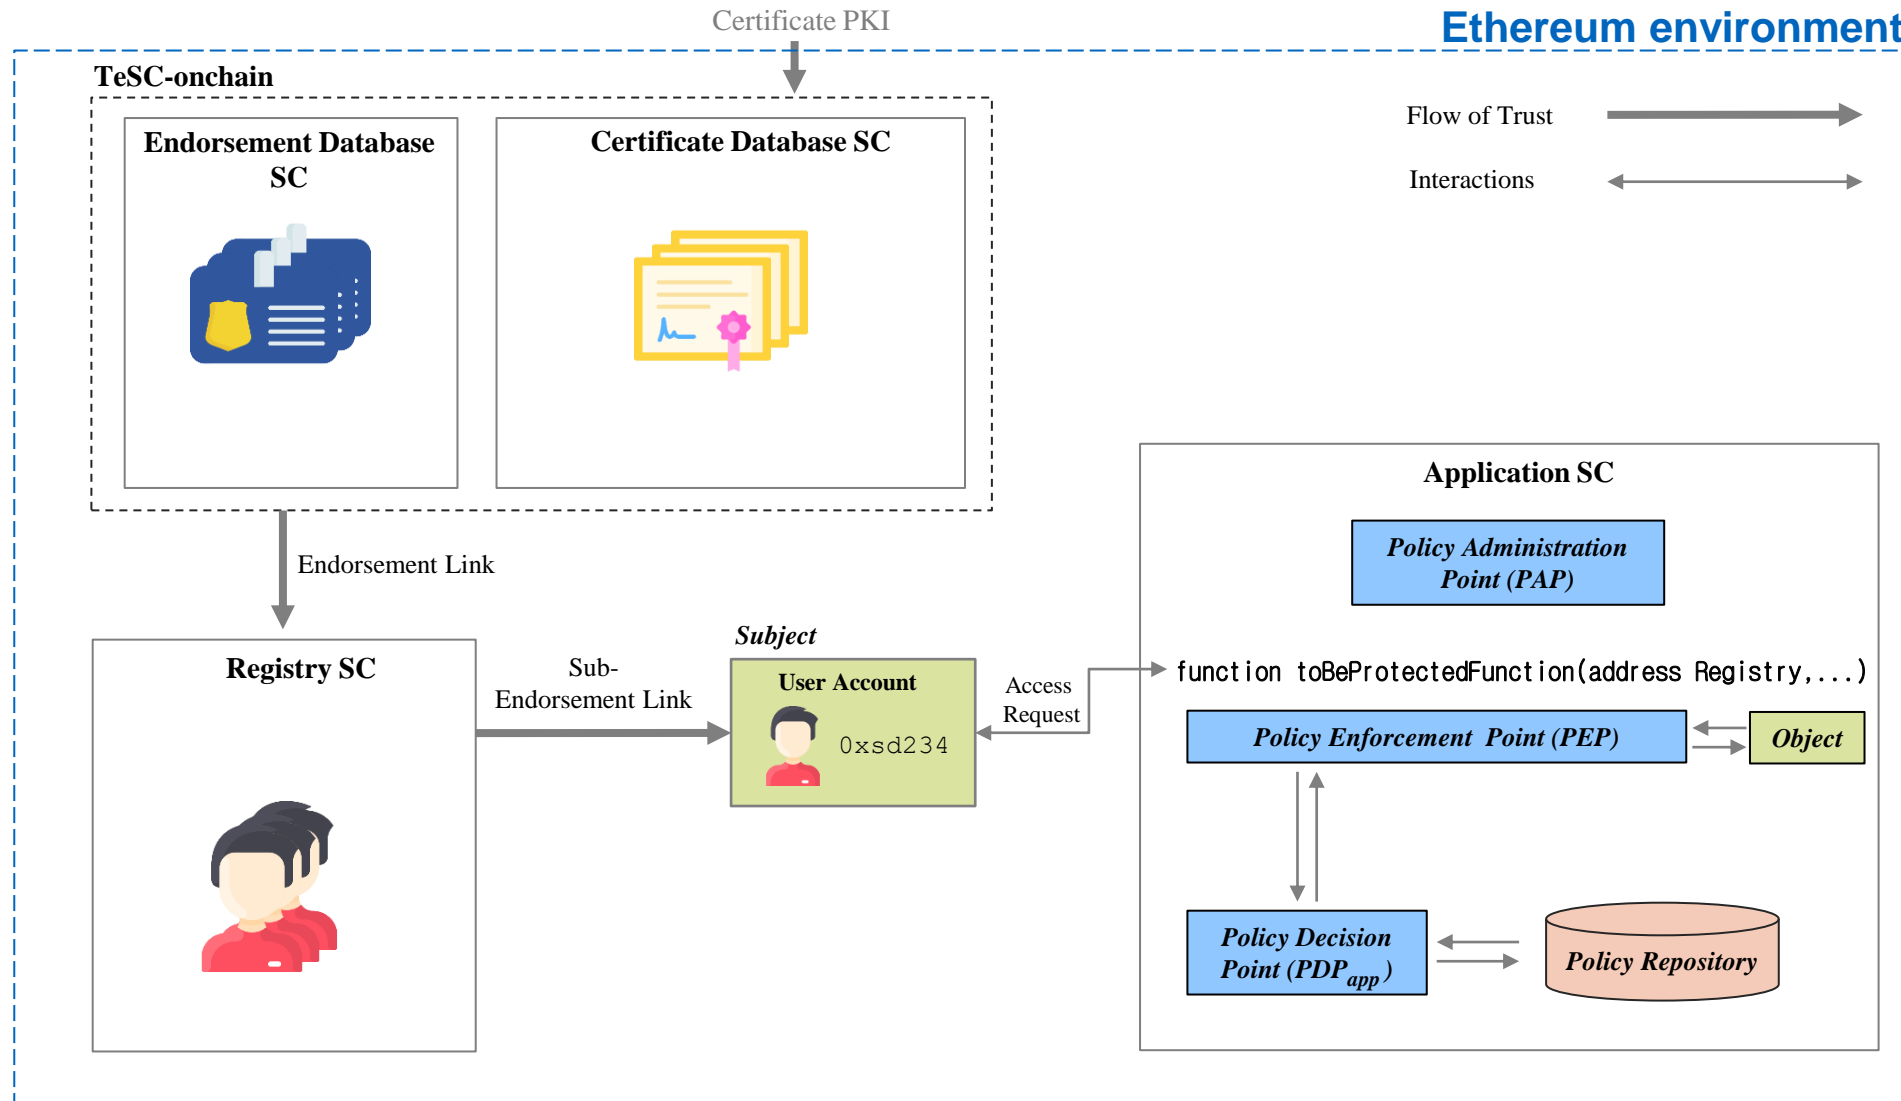 Certificate PKI
Ethereum environment
TeSC-onchain
Endorsement Database
SC
Certificate Database SC
Flow of Trust
Interactions
Endorsement Link
Registry SC
Sub-
Endorsement Link
Subject
User Account
0xsd234
Access
Request
Application SC
Policy Administration
Point (PAP)
function toBeProtectedFunction(address Registry,...)
Policy Enforcement Point (PEP)
Object
Policy Decision
Point (PDPapp)
Policy Repository